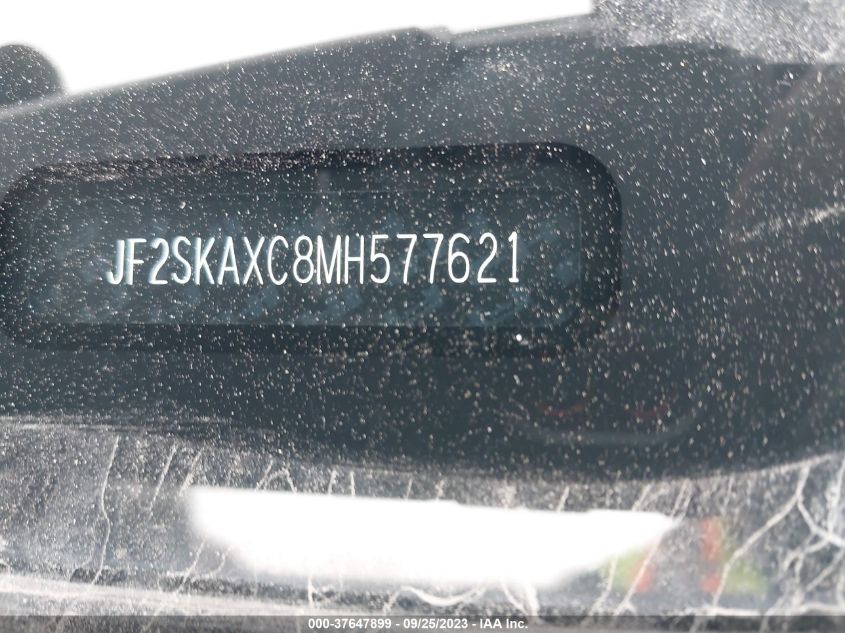 JF2SKAXC8MH577621
000-37647899 - 09/25/2023 - IAA Inc.